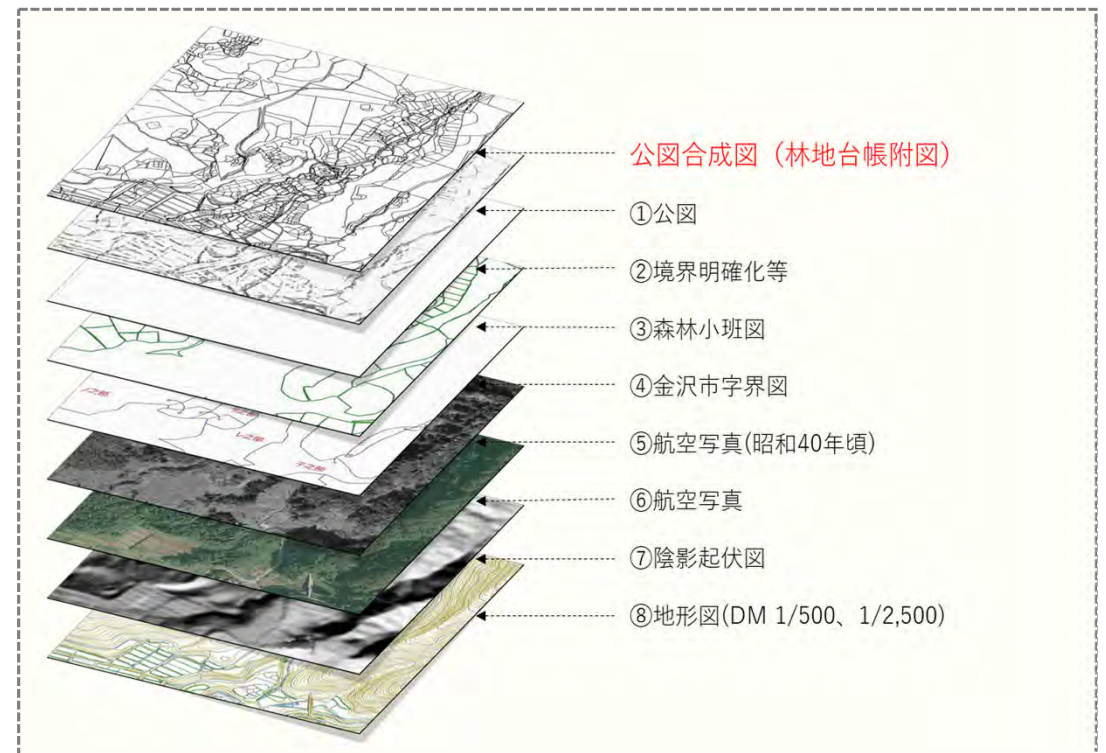 公図合成図（林地台帳附図）
①公図
②境界明確化等
③森林小班図
④金沢市字界図
⑤航空写真(昭和40年頃)
⑥航空写真
⑦陰影起伏図
⑧地形図(DM 1/500、1/2,500)